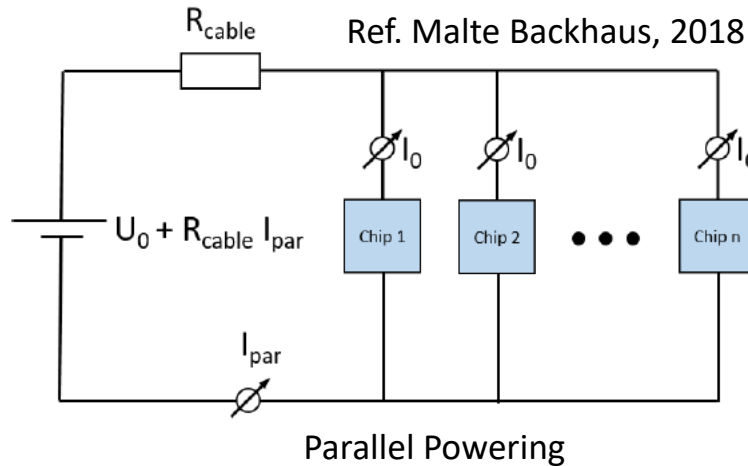 R_cable
Ref. Malte Backhaus, 2018
I_0
I_0
U_0 + R_cable I_par
Chip 1
Chip 2
Chip n
I_par
Parallel Powering